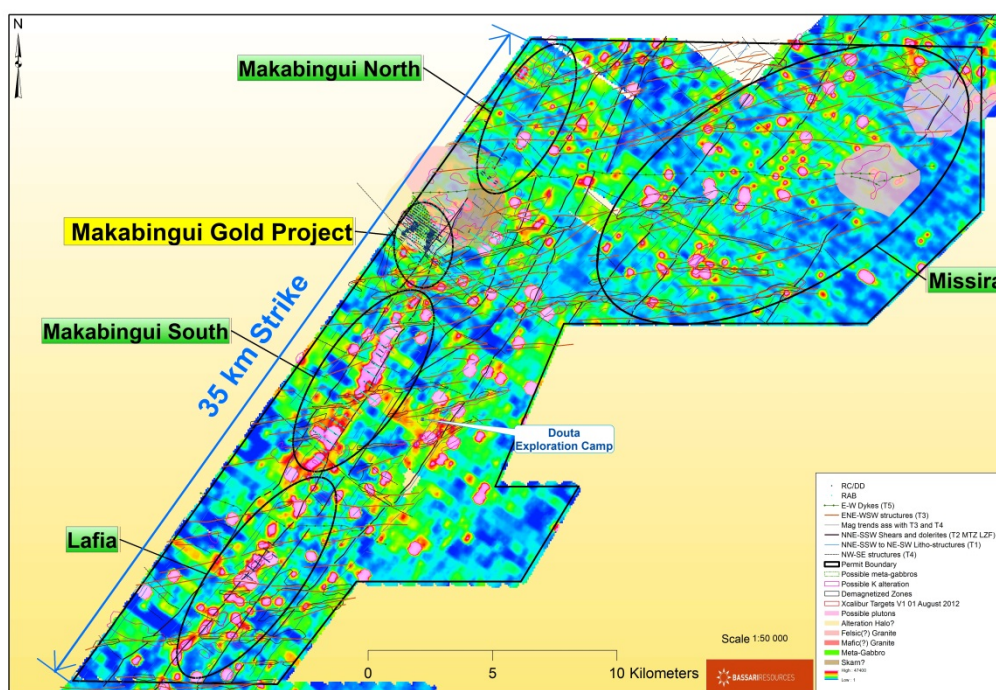 N
Makabingui North
Makabingui Gold Project
Missira
35 km Strike
Makabingui South
Douta
Exploration Camp
Lafia
RC/DD
RAB
E-W Dykes (T5)
ENE-WSW structures (T3)
Mag trends ass with T3 and T4
NNE-SSW Shears and dolerites (T2 MTZ LZF)
NNE-SSW to NE-SW Litho-structures (T1)
NW-SE structures (T4)
Permit Boundary
Possible meta-gabbros
Possible K alteration
Demagnetized Zones
Xcalibur Targets V1 01 August 2012
Possible plutons
Alteration Halo?
Felsic(?) Granite
Mafic(?) Granite
Meta-Gabbro
Skarn?
High : 47403
Low : 1
Scale 1:50 000
0 5 10 Kilometers
BASSARI RESOURCES